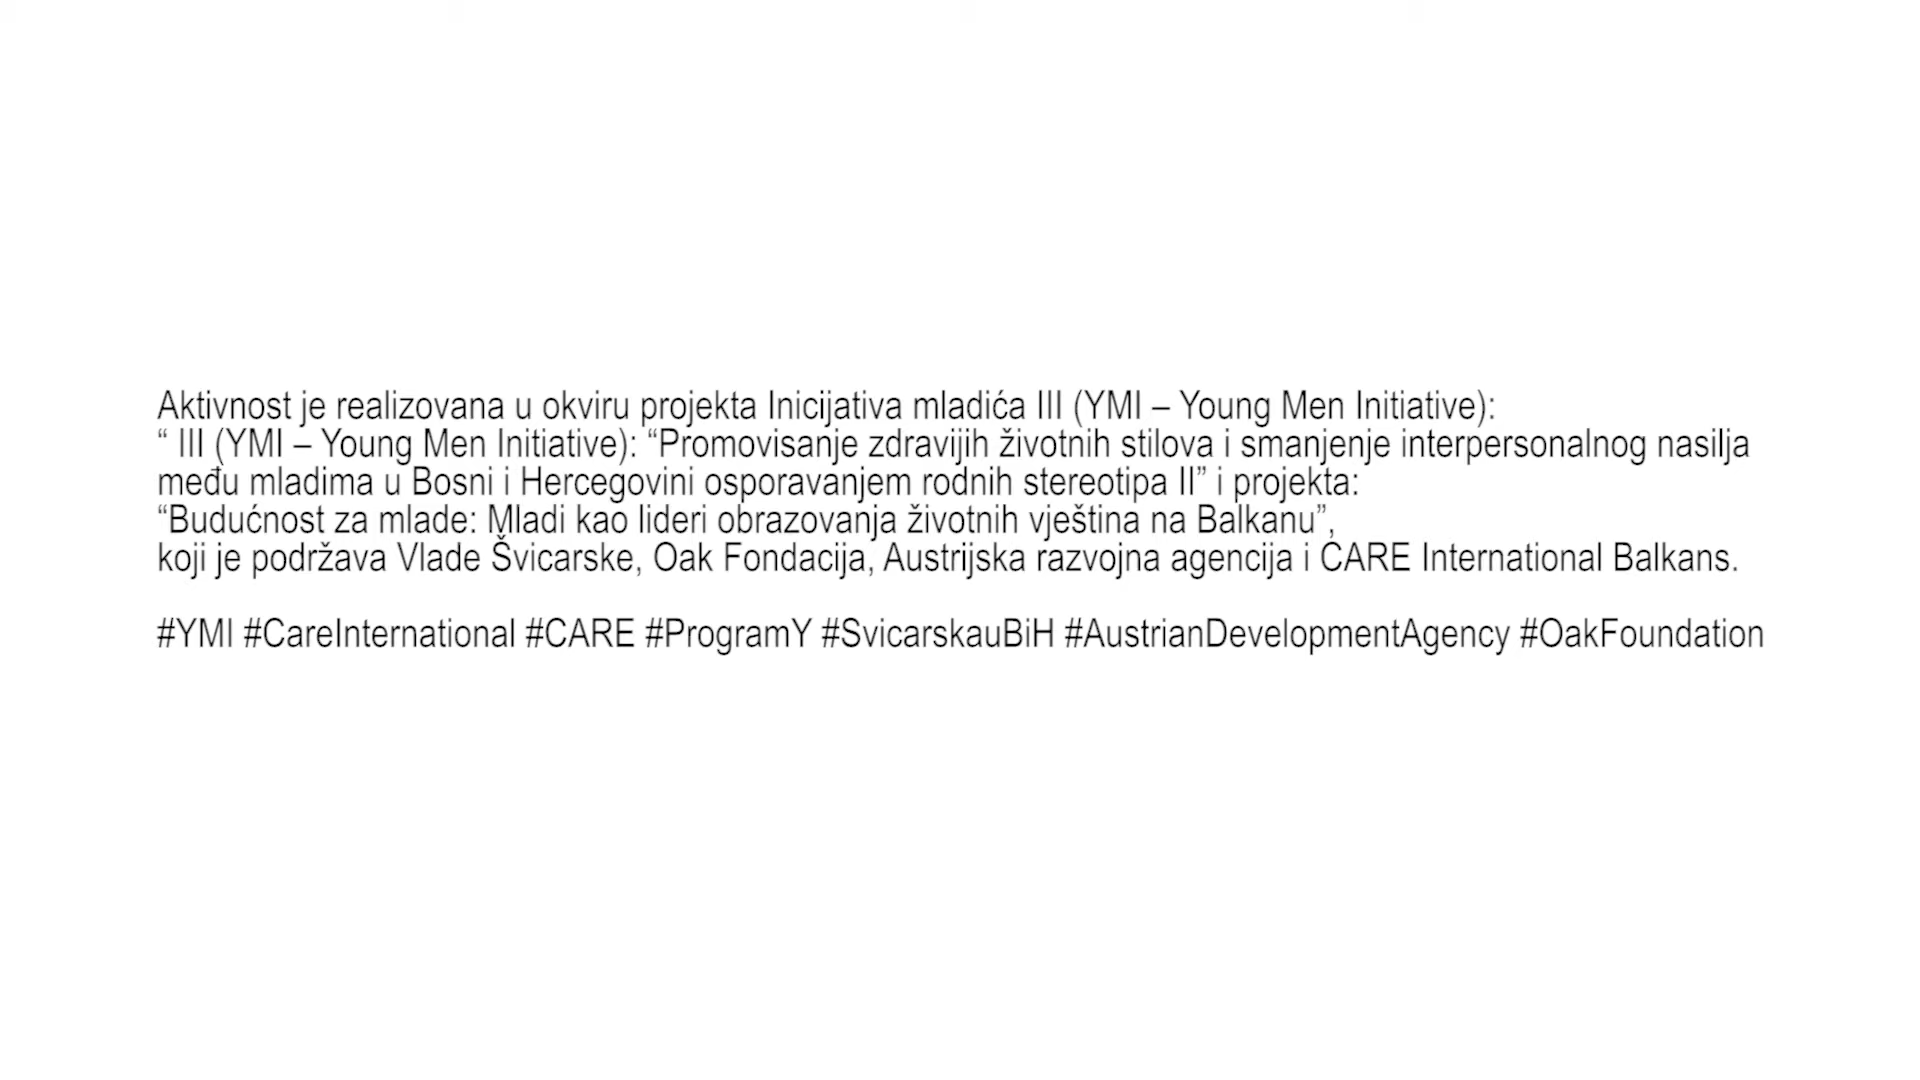 Aktivnost je realizovana u okviru projekta Inicijativa mladića III (YMI – Young Men Initiative):
“ III (YMI – Young Men Initiative): “Promovisanje zdravijih životnih stilova i smanjenje interpersonalnog nasilja
među mladima u Bosni i Hercegovini osporavanjem rodnih stereotipa II” i projekta:
“Budućnost za mlade: Mladi kao lideri obrazovanja životnih vještina na Balkanu”,
koji je podržava Vlade Švicarske, Oak Fondacija, Austrijska razvojna agencija i CARE International Balkans.
#YMI #CareInternational #CARE #ProgramY #SvicarskauBiH #AustrianDevelopmentAgency #OakFoundation